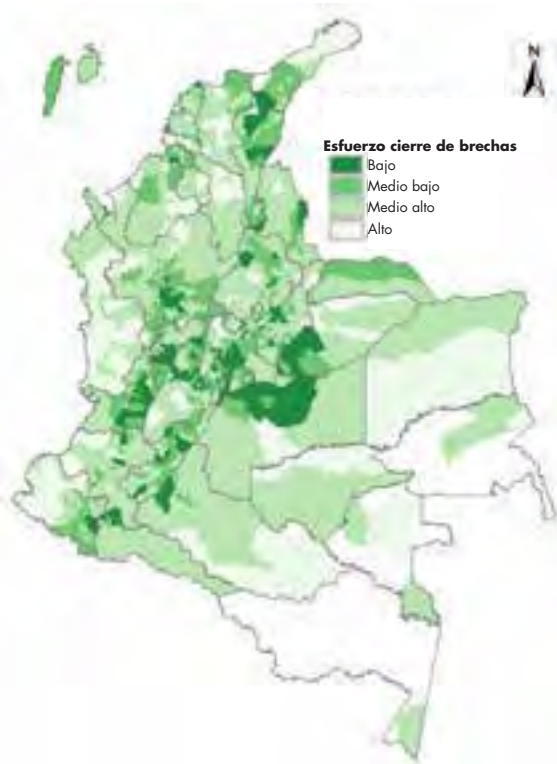 N
Esfuerzo cierre de brechas
Bajo
Medio bajo
Medio alto
Alto